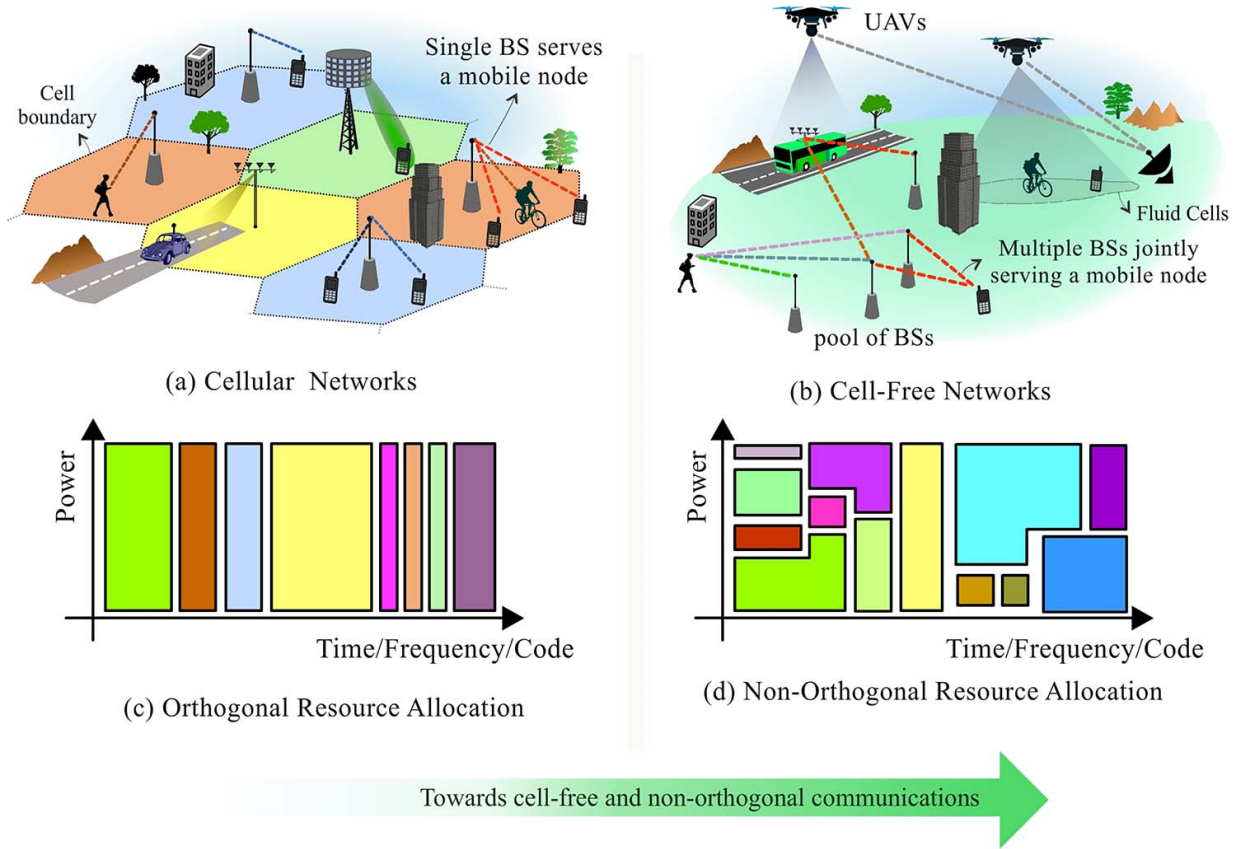 Single BS serves
a mobile node
Cell
boundary
(a) Cellular Networks
UAVs
Fluid Cells
Multiple BSs jointly
serving a mobile node
pool of BSs
(b) Cell-Free Networks
Power
Time/Frequency/Code
(c) Orthogonal Resource Allocation
Power
Time/Frequency/Code
(d) Non-Orthogonal Resource Allocation
Towards cell-free and non-orthogonal communications